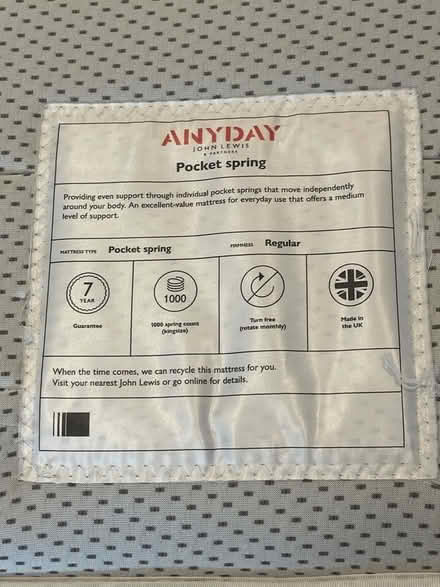 ANYDAY
JOHN LEWIS
& PARTNERS
Pocket spring
Providing even support through individual pocket springs that move independently
around your body. An excellent-value mattress for everyday use that offers a medium
level of support.
MATTRESS TYPE Pocket spring FIRMNESS Regular
7
YEAR
Guarantee
1000
1000 spring count
(kingsize)
Turn free
(rotate monthly)
Made in
the UK
When the time comes, we can recycle this mattress for you.
Visit your nearest John Lewis or go online for details.